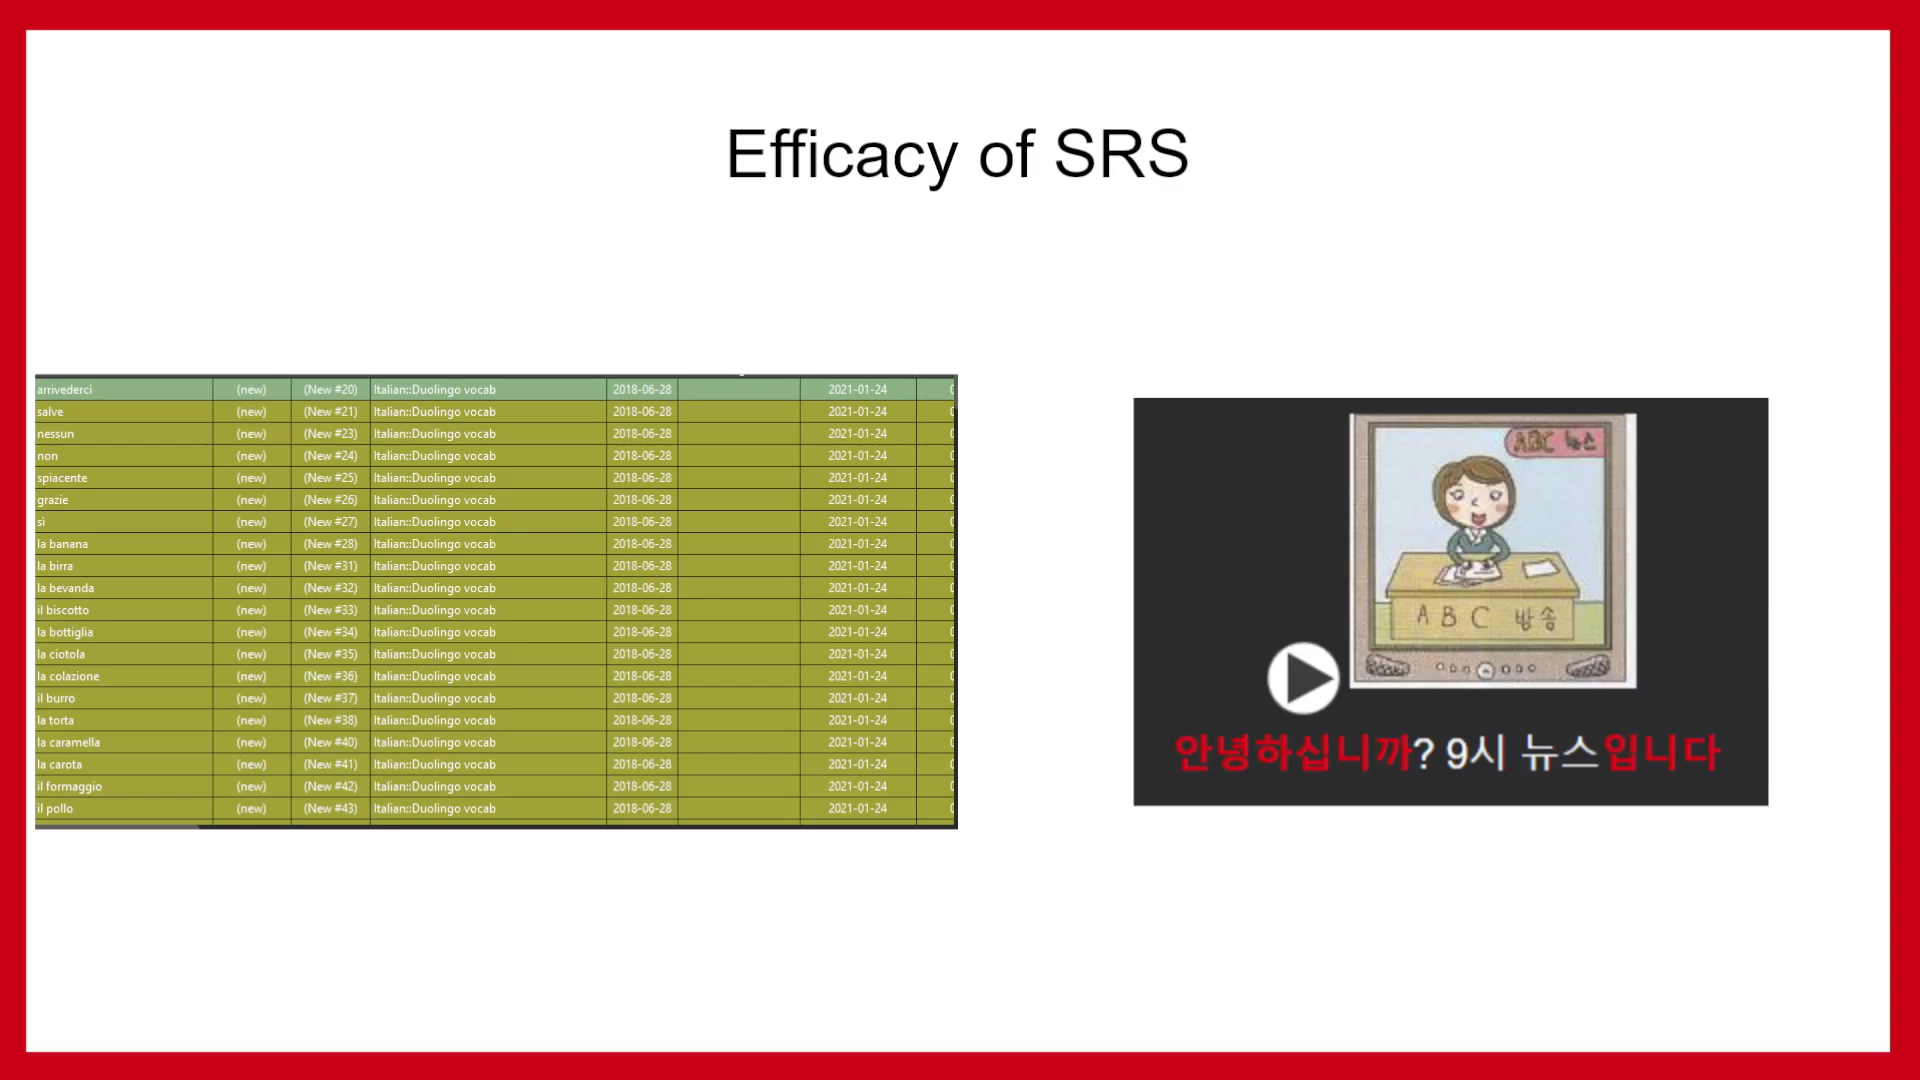 Efficacy of SRS
arrivederci (new) (New #20) Italian::Duolingo vocab 2018-06-28 2021-01-24
salve (new) (New #21) Italian::Duolingo vocab 2018-06-28 2021-01-24
nessun (new) (New #23) Italian::Duolingo vocab 2018-06-28 2021-01-24
non (new) (New #24) Italian::Duolingo vocab 2018-06-28 2021-01-24
spiacente (new) (New #25) Italian::Duolingo vocab 2018-06-28 2021-01-24
grazie (new) (New #26) Italian::Duolingo vocab 2018-06-28 2021-01-24
sì (new) (New #27) Italian::Duolingo vocab 2018-06-28 2021-01-24
la banana (new) (New #28) Italian::Duolingo vocab 2018-06-28 2021-01-24
la birra (new) (New #31) Italian::Duolingo vocab 2018-06-28 2021-01-24
la bevanda (new) (New #32) Italian::Duolingo vocab 2018-06-28 2021-01-24
il biscotto (new) (New #33) Italian::Duolingo vocab 2018-06-28 2021-01-24
la bottiglia (new) (New #34) Italian::Duolingo vocab 2018-06-28 2021-01-24
la ciotola (new) (New #35) Italian::Duolingo vocab 2018-06-28 2021-01-24
la colazione (new) (New #36) Italian::Duolingo vocab 2018-06-28 2021-01-24
il burro (new) (New #37) Italian::Duolingo vocab 2018-06-28 2021-01-24
la torta (new) (New #38) Italian::Duolingo vocab 2018-06-28 2021-01-24
la caramella (new) (New #40) Italian::Duolingo vocab 2018-06-28 2021-01-24
la carota (new) (New #41) Italian::Duolingo vocab 2018-06-28 2021-01-24
il formaggio (new) (New #42) Italian::Duolingo vocab 2018-06-28 2021-01-24
il pollo (new) (New #43) Italian::Duolingo vocab 2018-06-28 2021-01-24
ABC 뉴스
ABC 방송
안녕하십니까? 9시 뉴스입니다